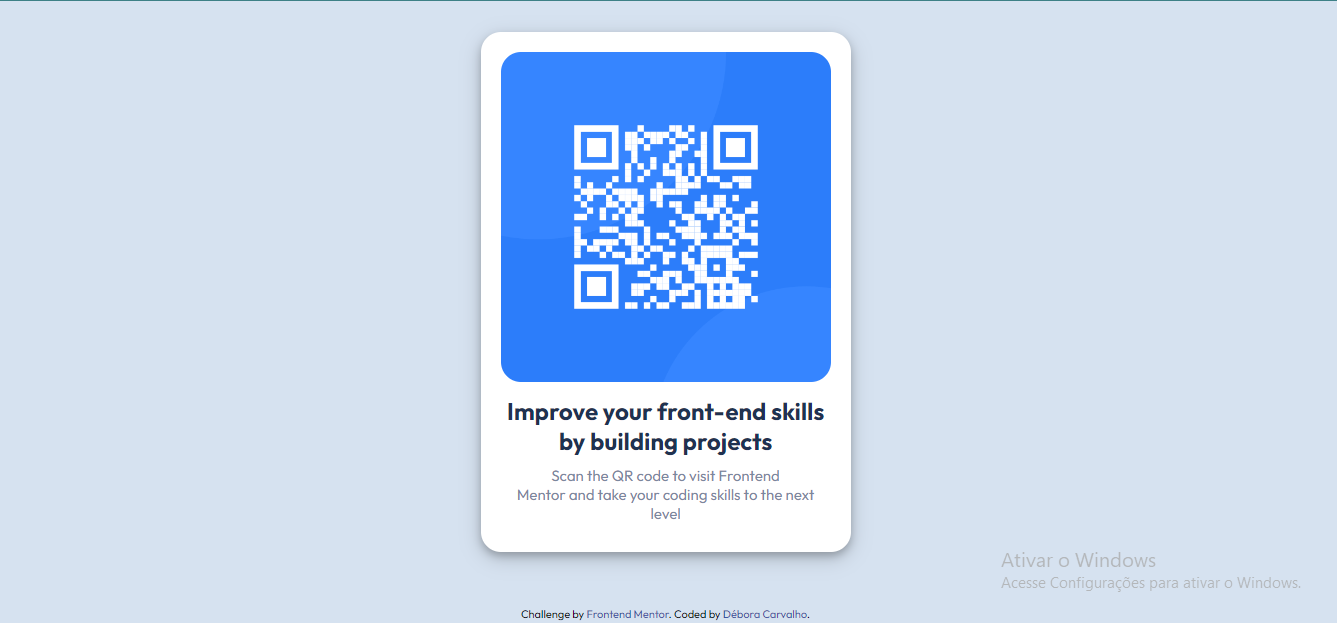 Improve your front-end skills
by building projects
Scan the QR code to visit Frontend
Mentor and take your coding skills to the next
level
Ativar o Windows
Acesse Configurações para ativar o Windows.
Challenge by Frontend Mentor. Coded by Débora Carvalho.